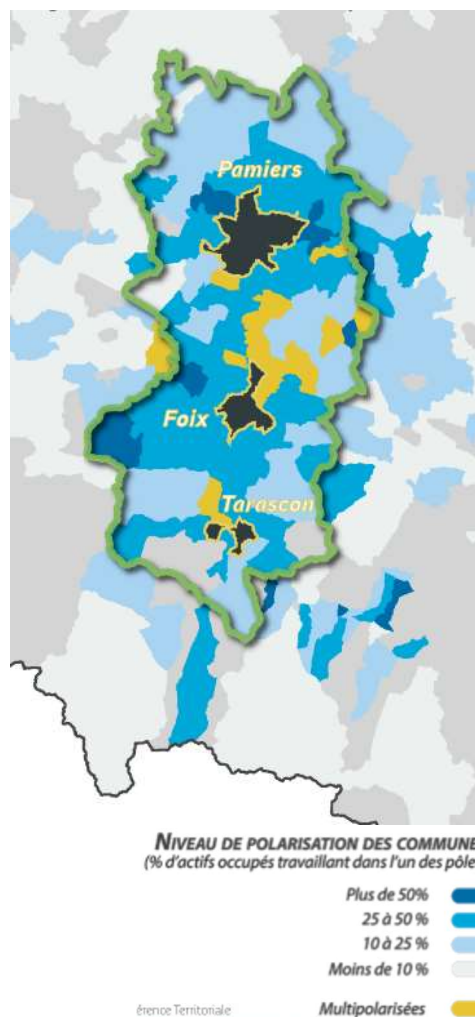 Pamiers
Foix
Tarascon
NIVEAU DE POLARISATION DES COMMUNE
(% d'actifs occupés travaillant dans l'un des pôle
Plus de 50%
25 à 50 %
10 à 25 %
Moins de 10 %
érence Territoriale
Multipolarisées